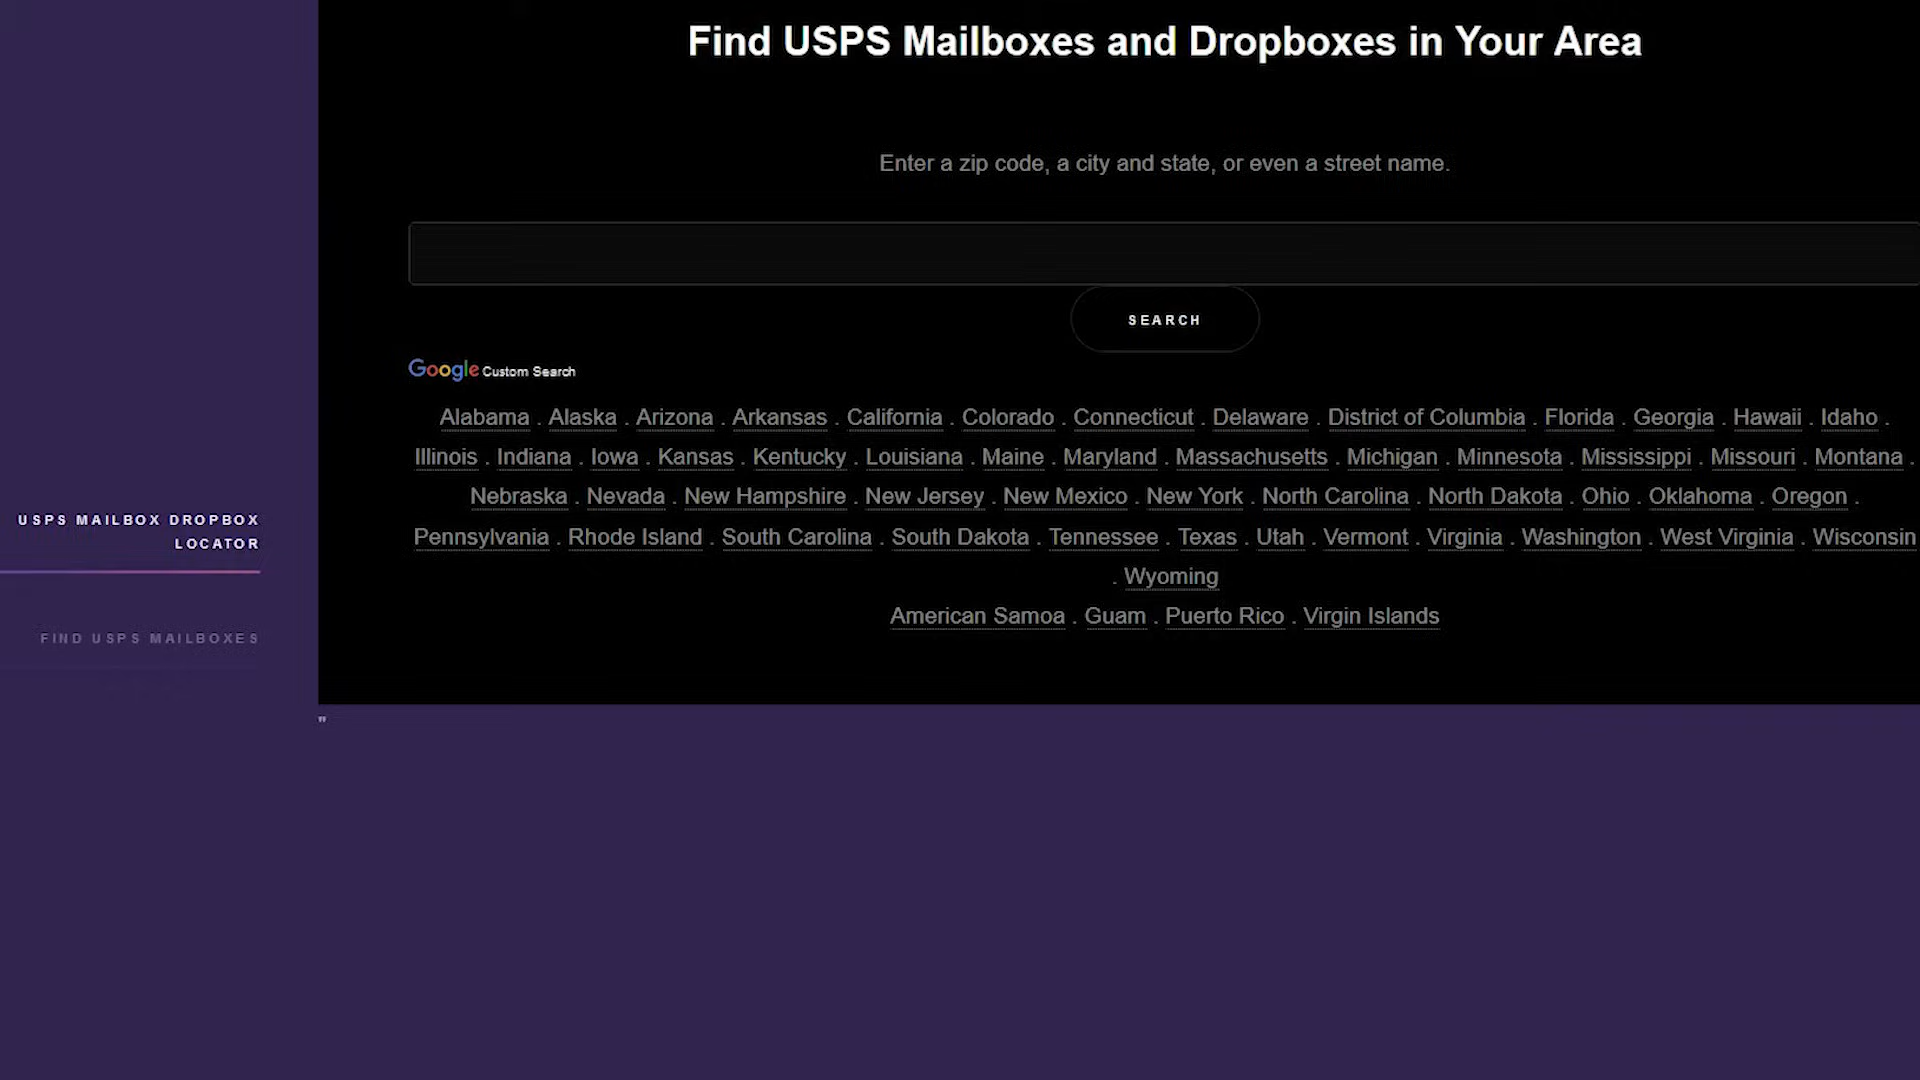 Find USPS Mailboxes and Dropboxes in Your Area
Enter a zip code, a city and state, or even a street name.
SEARCH
Google Custom Search
Alabama . Alaska . Arizona . Arkansas . California . Colorado . Connecticut . Delaware . District of Columbia . Florida . Georgia . Hawaii . Idaho .
Illinois . Indiana . Iowa . Kansas . Kentucky . Louisiana . Maine . Maryland . Massachusetts . Michigan . Minnesota . Mississippi . Missouri . Montana .
Nebraska . Nevada . New Hampshire . New Jersey . New Mexico . New York . North Carolina . North Dakota . Ohio . Oklahoma . Oregon .
Pennsylvania . Rhode Island . South Carolina . South Dakota . Tennessee . Texas . Utah . Vermont . Virginia . Washington . West Virginia . Wisconsin
. Wyoming
American Samoa . Guam . Puerto Rico . Virgin Islands
USPS MAILBOX DROPBOX
LOCATOR
FIND USPS MAILBOXES
"